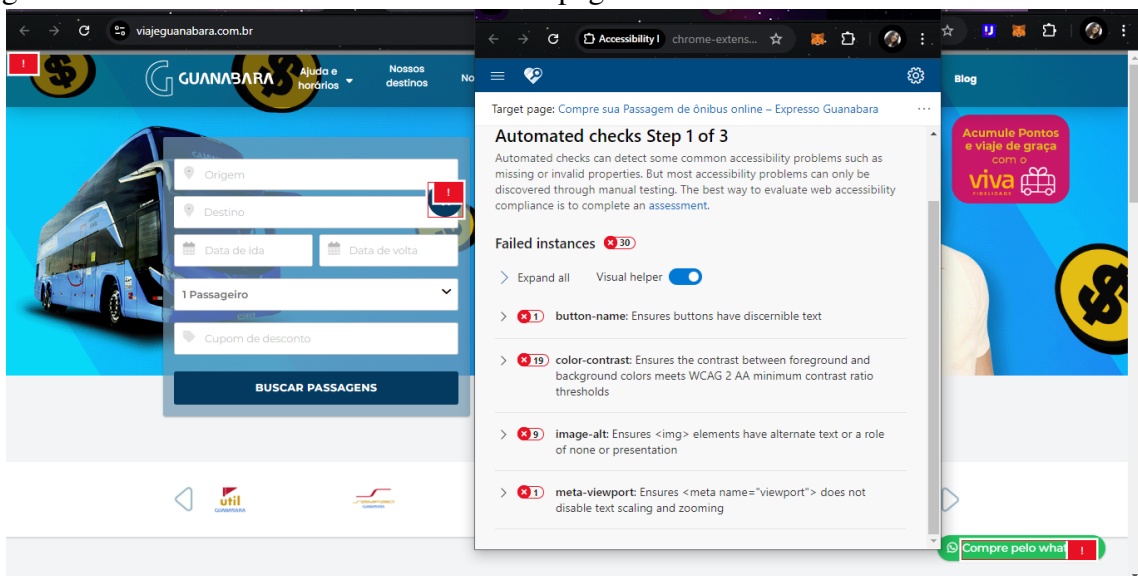 viajeguanabara.com.br
GUANABARA
Ajuda e
horários
Nossos
destinos
No
Blog
Origem
Destino
Data de ida
Data de volta
1 Passageiro
Cupom de desconto
BUSCAR PASSAGENS
util
GUANABARA
GUANABARA
Accessibility I
chrome-extens...
Target page: Compre sua Passagem de ônibus online – Expresso Guanabara
Automated checks Step 1 of 3
Automated checks can detect some common accessibility problems such as
missing or invalid properties. But most accessibility problems can only be
discovered through manual testing. The best way to evaluate web accessibility
compliance is to complete an assessment.
Failed instances 30
Expand all
Visual helper
1 button-name: Ensures buttons have discernible text
19 color-contrast: Ensures the contrast between foreground and
background colors meets WCAG 2 AA minimum contrast ratio
thresholds
9 image-alt: Ensures <img> elements have alternate text or a role
of none or presentation
1 meta-viewport: Ensures <meta name="viewport"> does not
disable text scaling and zooming
Acumule Pontos
e viaje de graça
com o
viva
FIDELIDADE
Compre pelo what
!
!
!